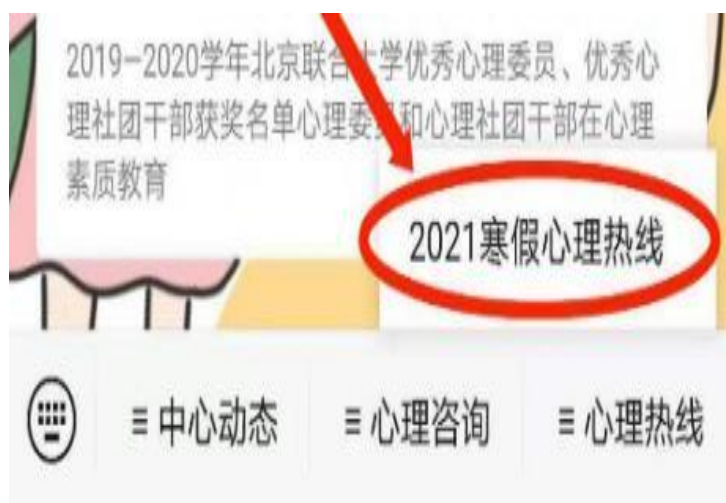 2019-2020学年北京联合大学优秀心理委员、优秀心
理社团干部获奖名单心理委员和心理社团干部在心理
素质教育
2021寒假心理热线
≡ 中心动态
≡ 心理咨询
≡ 心理热线